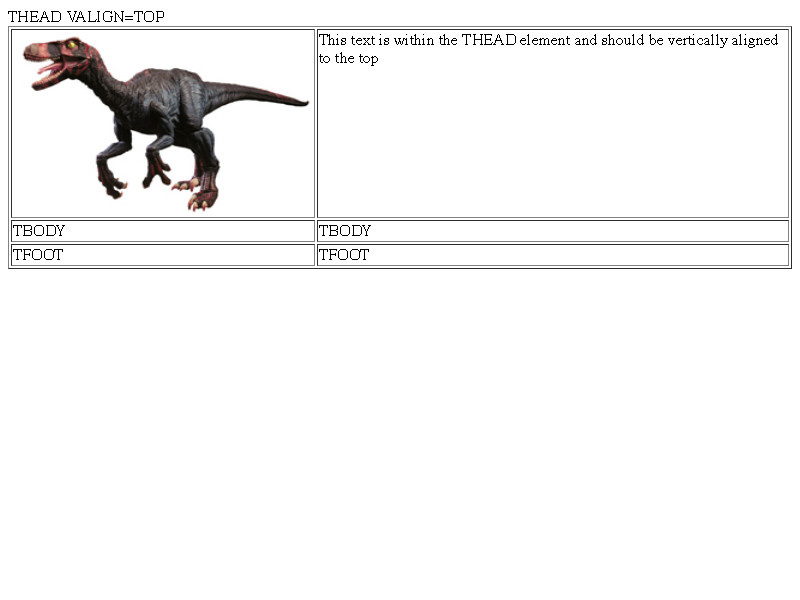 THEAD VALIGN=TOP
This text is within the THEAD element and should be vertically aligned
to the top
TBODY
TBODY
TFOOT
TFOOT